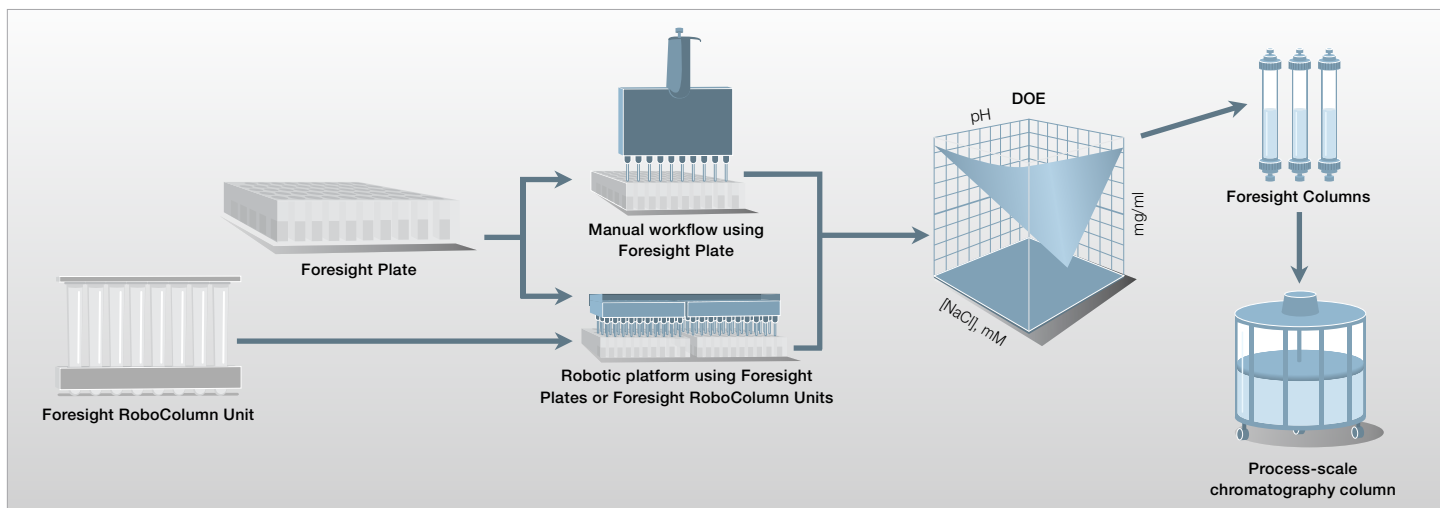 Foresight Plate
Foresight RoboColumn Unit
Manual workflow using
Foresight Plate
Robotic platform using Foresight
Plates or Foresight RoboColumn Units
DOE
pH
mg/ml
[NaCl], mM
Foresight Columns
Process-scale
chromatography column